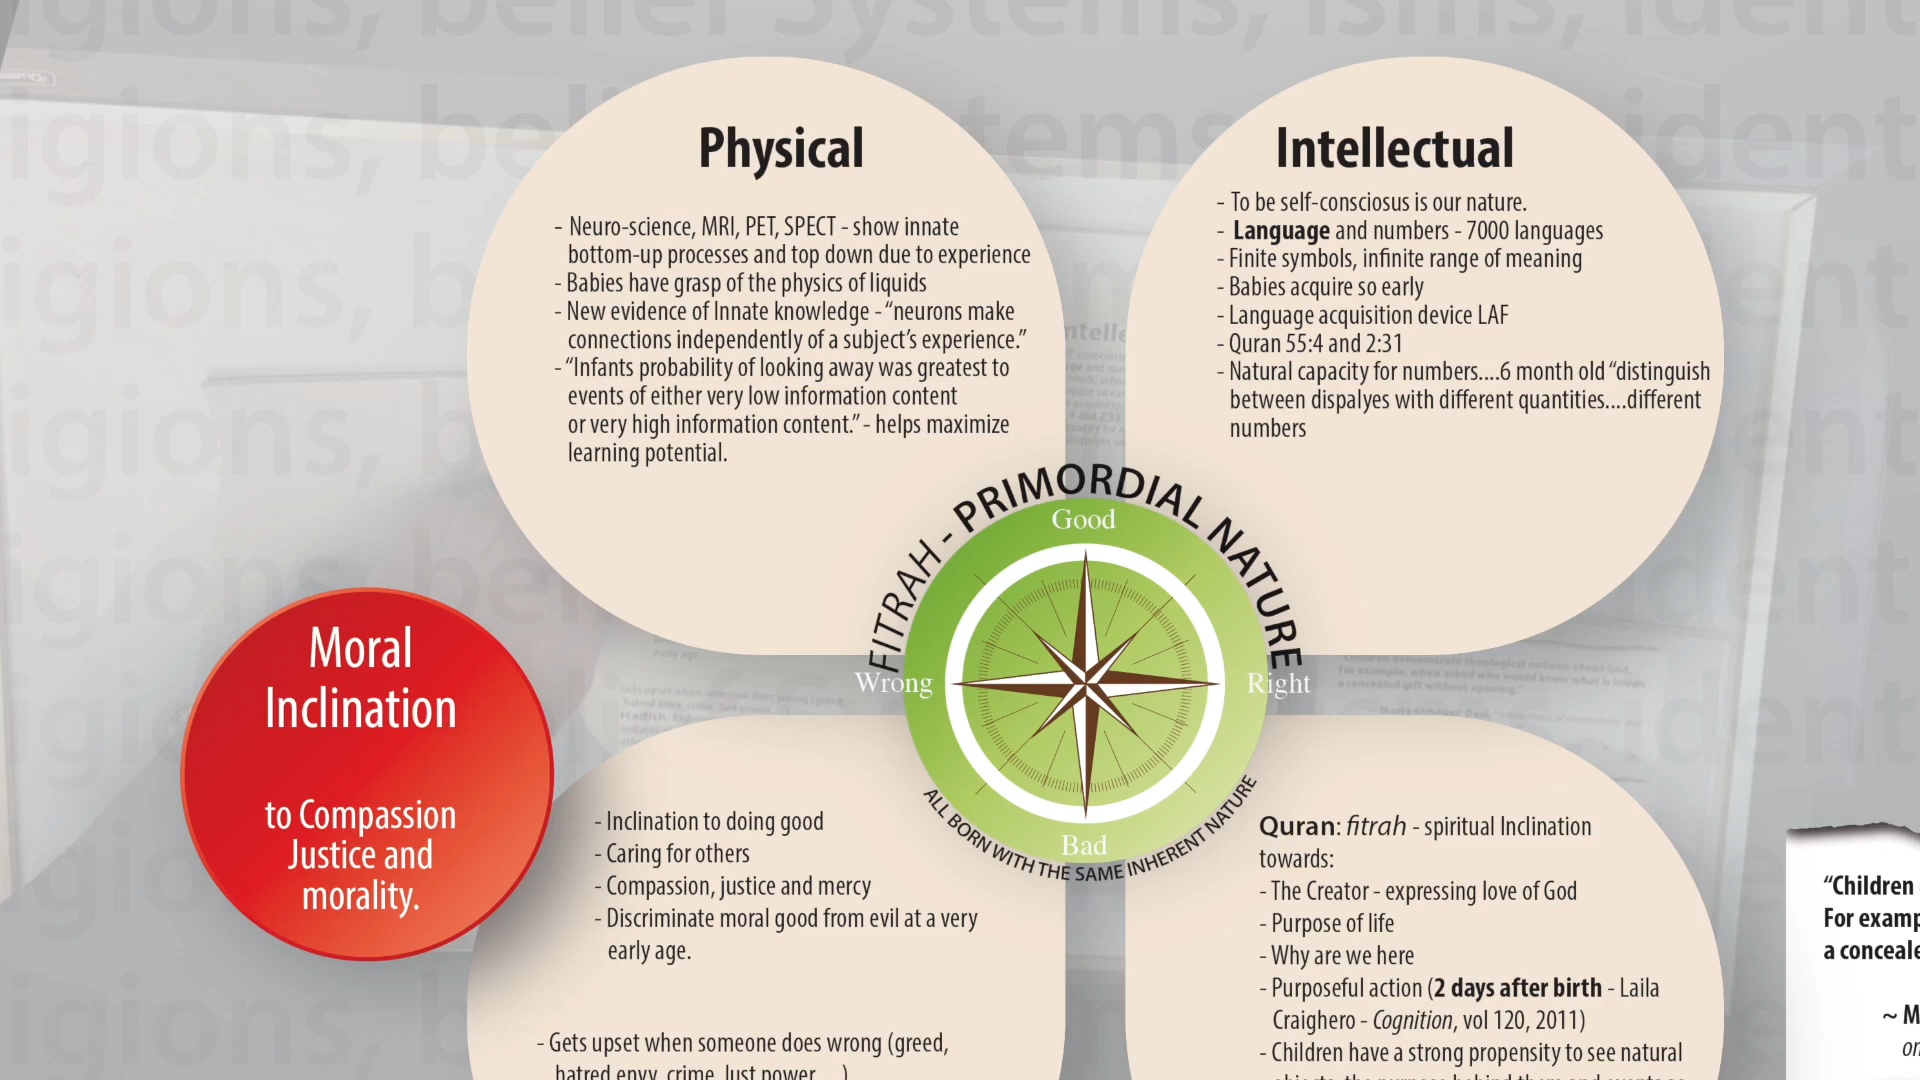 Physical
- Neuro-science, MRI, PET, SPECT - show innate
bottom-up processes and top down due to experience
- Babies have grasp of the physics of liquids
- New evidence of Innate knowledge - “neurons make
connections independently of a subject’s experience.”
- “Infants probability of looking away was greatest to
events of either very low information content
or very high information content.” - helps maximize
learning potential.
Intellectual
- To be self-consciosus is our nature.
- Language and numbers - 7000 languages
- Finite symbols, infinite range of meaning
- Babies acquire so early
- Language acquisition device LAF
- Quran 55:4 and 2:31
- Natural capacity for numbers....6 month old “distinguish
between dispalyes with different quantities....different
numbers
FITRAH - PRIMORDIAL NATURE
Good
Wrong
Right
Bad
ALL BORN WITH THE SAME INHERENT NATURE
Moral
Inclination
to Compassion
Justice and
morality.
- Inclination to doing good
- Caring for others
- Compassion, justice and mercy
- Discriminate moral good from evil at a very
early age.
- Gets upset when someone does wrong (greed,
hatred envy, crime, lust power....)
Quran: fitrah - spiritual Inclination
towards:
- The Creator - expressing love of God
- Purpose of life
- Why are we here
- Purposeful action (2 days after birth - Laila
Craighero - Cognition, vol 120, 2011)
- Children have a strong propensity to see natural
“Children
For examp
a conceale
~ M